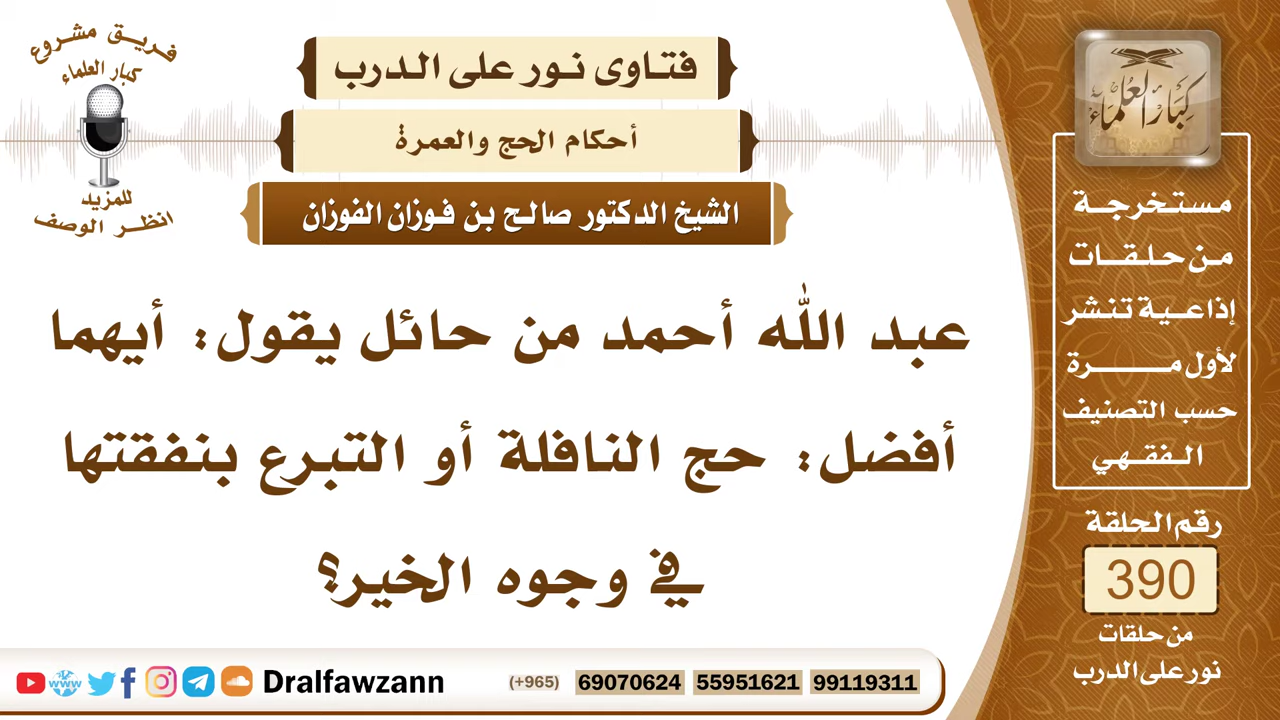 فريق مشروع
كبار العلماء
للمزيد
انظر الوصف
فتاوى نور على الدرب
أحكام الحج والعمرة
الشيخ الدكتور صالح بن فوزان الفوزان
عبد الله أحمد من حائل يقول: أيهما
أفضل: حج النافلة أو التبرع بنفقتها
في وجوه الخير؟
كبار العلماء
مستخرجة
من حلقات
إذاعية تنشر
لأول مرة
حسب التصنيف
الفقهي
رقم الحلقة
390
من حلقات
نور على الدرب
www Dralfawzann (+965) 69070624 55951621 99119311